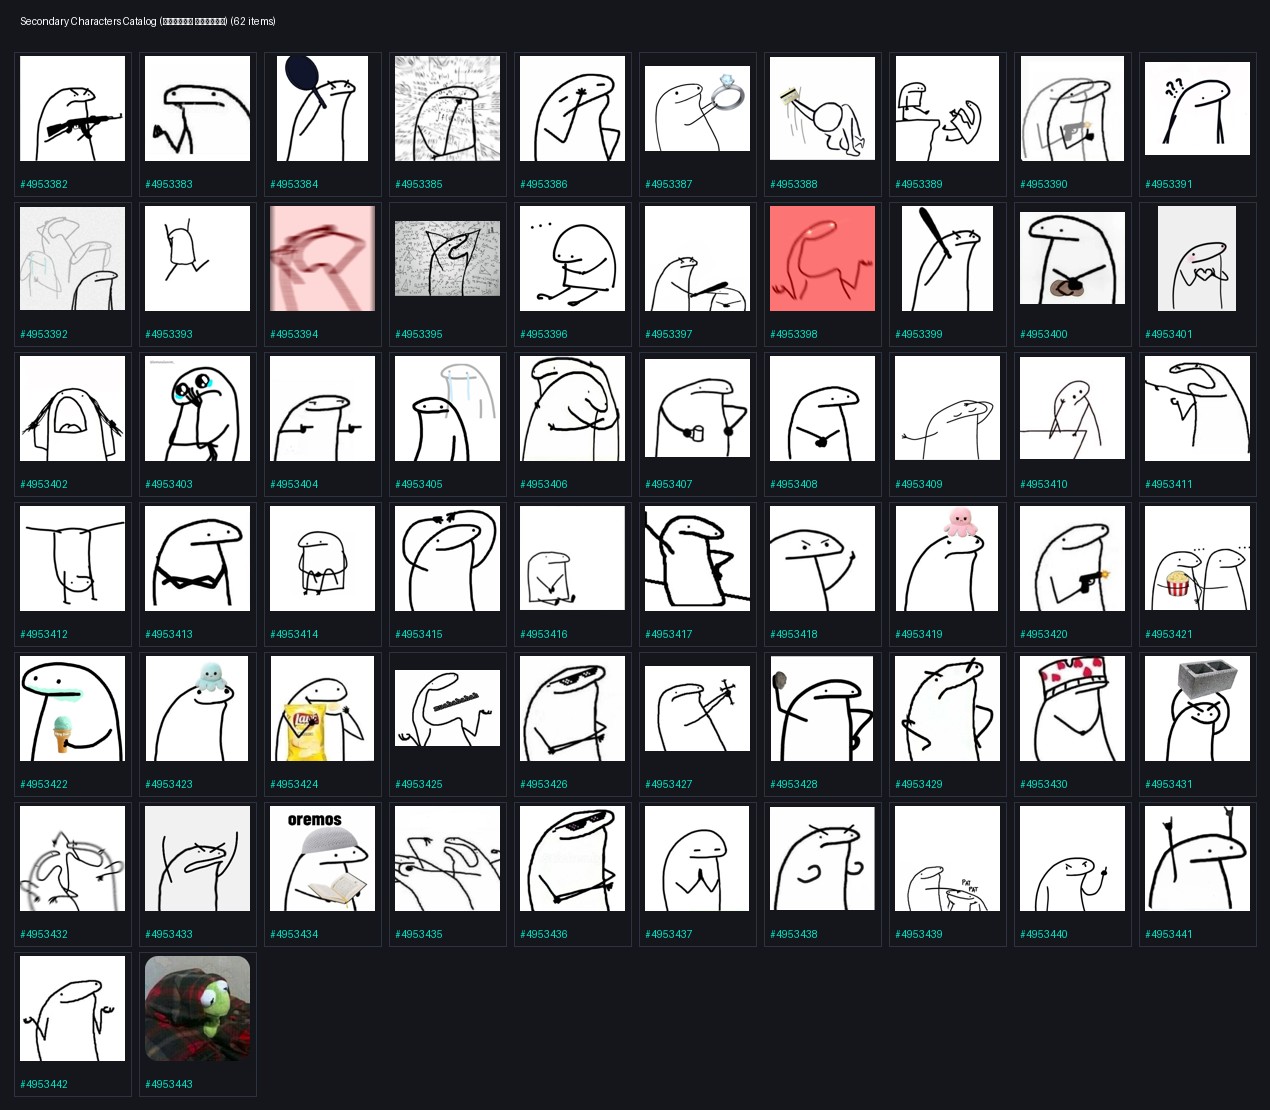 Secondary Characters Catalog ( ) (62 items)
#4953382 #4953383 #4953384 #4953385 #4953386 #4953387 #4953388 #4953389 #4953390 #4953391
??
#4953392 #4953393 #4953394 #4953395 #4953396 #4953397 #4953398 #4953399 #4953400 #4953401
#4953402 #4953403 #4953404 #4953405 #4953406 #4953407 #4953408 #4953409 #4953410 #4953411
#4953412 #4953413 #4953414 #4953415 #4953416 #4953417 #4953418 #4953419 #4953420 #4953421
Lay's
#4953422 #4953423 #4953424 #4953425 #4953426 #4953427 #4953428 #4953429 #4953430 #4953431
oremos
PAT
PAT
#4953432 #4953433 #4953434 #4953435 #4953436 #4953437 #4953438 #4953439 #4953440 #4953441
#4953442 #4953443